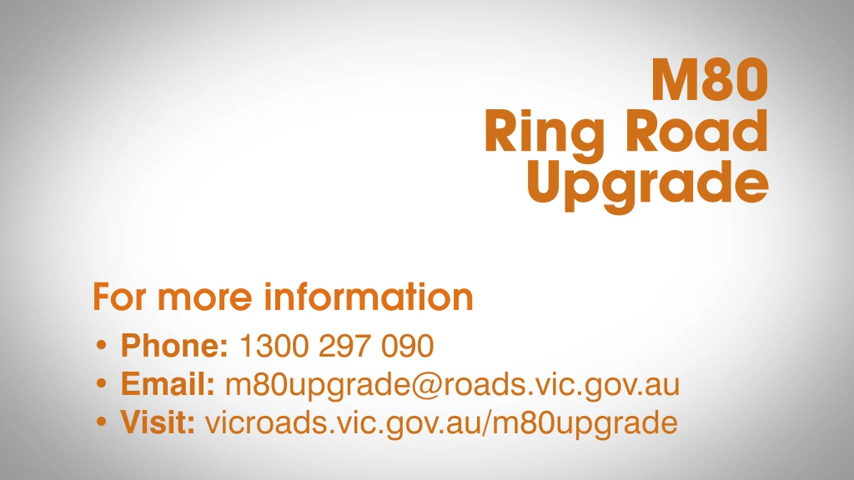 M80
Ring Road
Upgrade
For more information
• Phone: 1300 297 090
• Email: m80upgrade@roads.vic.gov.au
• Visit: vicroads.vic.gov.au/m80upgrade